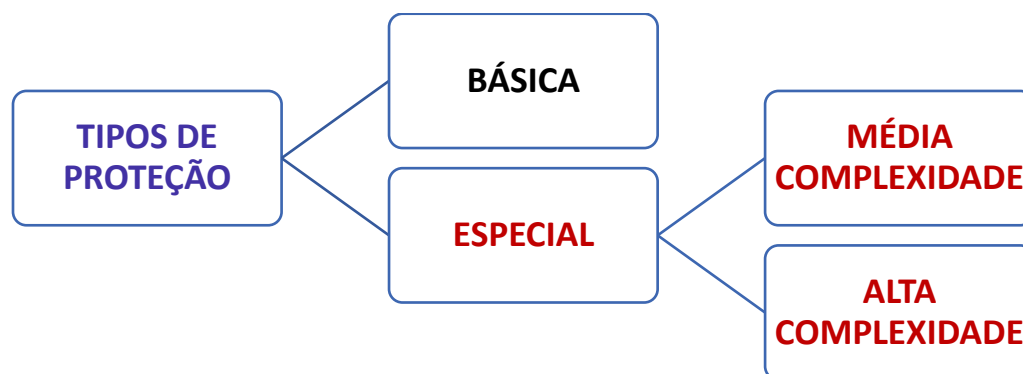 TIPOS DE
PROTEÇÃO
BÁSICA
ESPECIAL
MÉDIA
COMPLEXIDADE
ALTA
COMPLEXIDADE